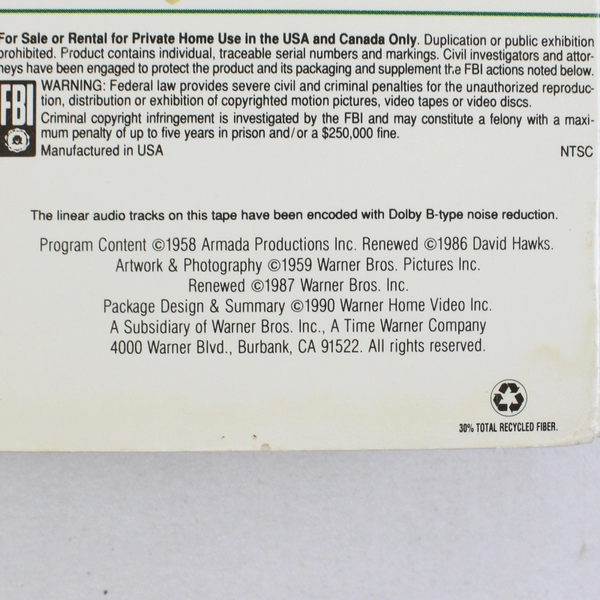 For Sale or Rental for Private Home Use in the USA and Canada Only. Duplication or public exhibition
prohibited. Product contains individual, traceable serial numbers and markings. Civil investigators and attor-
neys have been engaged to protect the product and its packaging and supplement the FBI actions noted below.
FBI
WARNING: Federal law provides severe civil and criminal penalties for the unauthorized reproduc-
tion, distribution or exhibition of copyrighted motion pictures, video tapes or video discs.
Criminal copyright infringement is investigated by the FBI and may constitute a felony with a maxi-
mum penalty of up to five years in prison and/or a $250,000 fine.
Manufactured in USA NTSC
The linear audio tracks on this tape have been encoded with Dolby B-type noise reduction.
Program Content ©1958 Armada Productions Inc. Renewed ©1986 David Hawks.
Artwork & Photography ©1959 Warner Bros. Pictures Inc.
Renewed ©1987 Warner Bros. Inc.
Package Design & Summary ©1990 Warner Home Video Inc.
A Subsidiary of Warner Bros. Inc., A Time Warner Company
4000 Warner Blvd., Burbank, CA 91522. All rights reserved.
30% TOTAL RECYCLED FIBER.